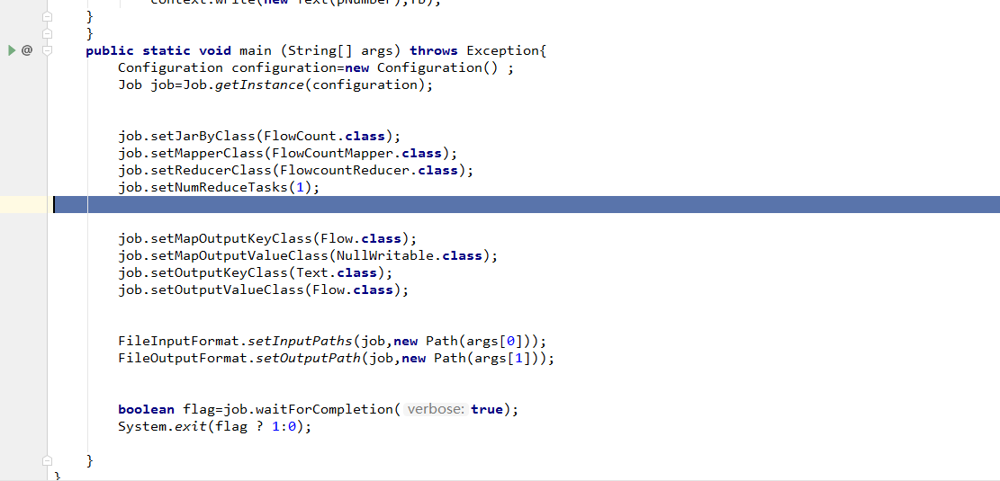 context.write(new Text(pNumber),fb);
}
}
@ public static void main (String[] args) throws Exception{
Configuration configuration=new Configuration() ;
Job job=Job.getInstance(configuration);
job.setJarByClass(FlowCount.class);
job.setMapperClass(FlowCountMapper.class);
job.setReducerClass(FlowcountReducer.class);
job.setNumReduceTasks(1);
job.setMapOutputKeyClass(Flow.class);
job.setMapOutputValueClass(NullWritable.class);
job.setOutputKeyClass(Text.class);
job.setOutputValueClass(Flow.class);
FileInputFormat.setInputPaths(job,new Path(args[0]));
FileOutputFormat.setOutputPath(job,new Path(args[1]));
boolean flag=job.waitForCompletion( verbose: true);
System.exit(flag ? 1:0);
}
}